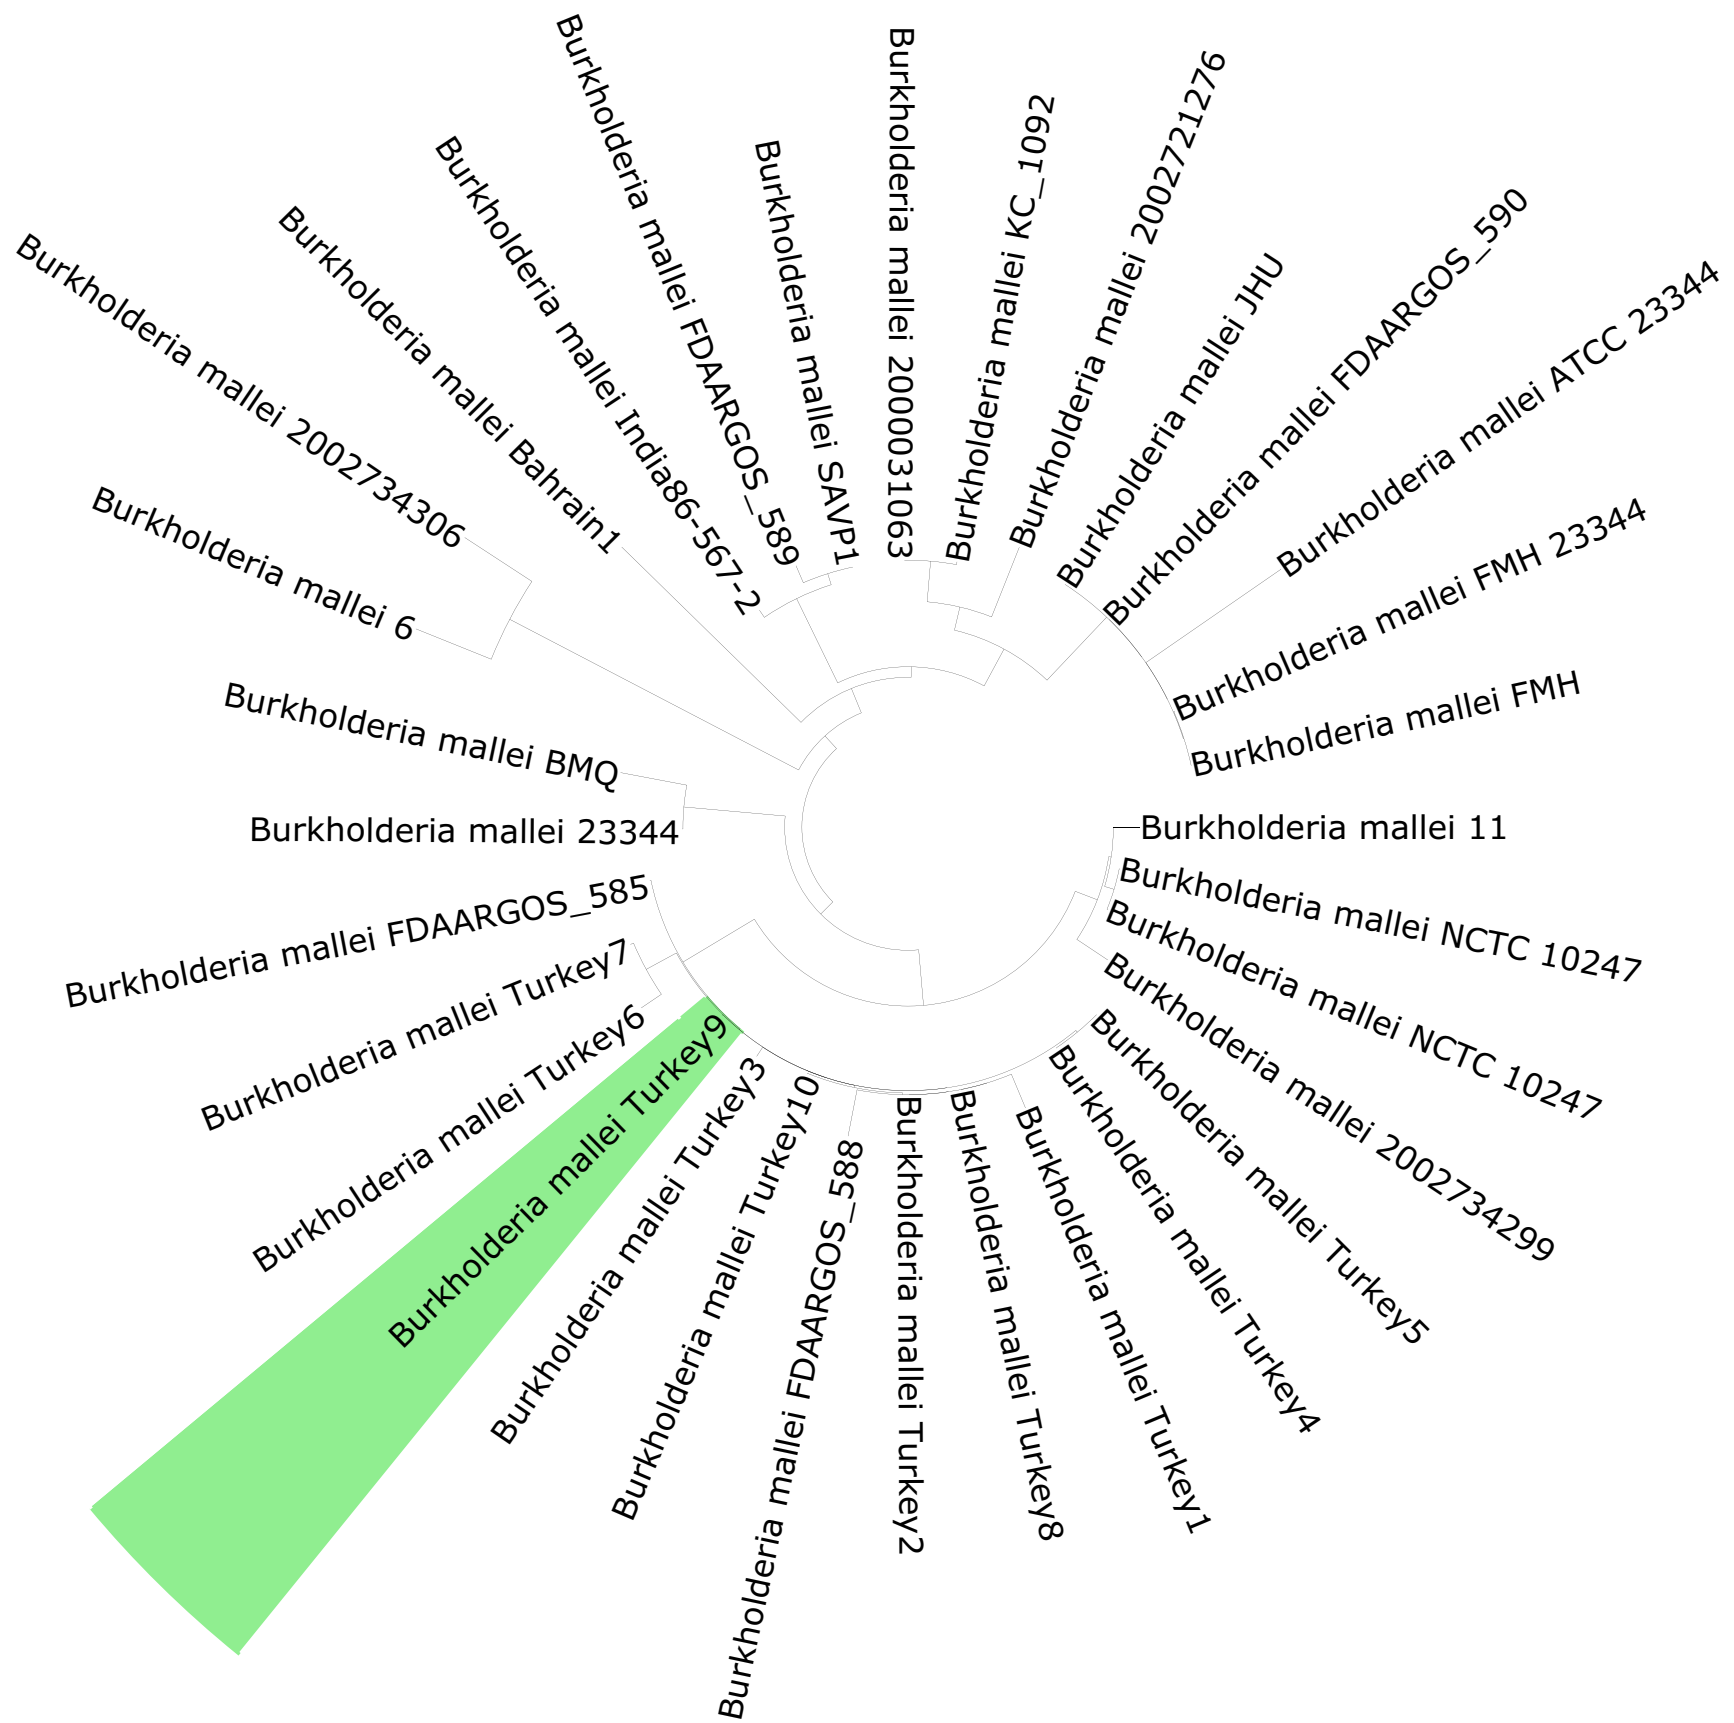 Burkholderia mallei 2000031063
Burkholderia mallei KC_1092
Burkholderia mallei 2002721276
Burkholderia mallei JHU
Burkholderia mallei FDAARGOS_590
Burkholderia mallei ATCC 23344
Burkholderia mallei FMH 23344
Burkholderia mallei FMH
Burkholderia mallei 11
Burkholderia mallei NCTC 10247
Burkholderia mallei NCTC 10247
Burkholderia mallei 2002734299
Burkholderia mallei Turkey5
Burkholderia mallei Turkey4
Burkholderia mallei Turkey1
Burkholderia mallei Turkey8
Burkholderia mallei Turkey2
Burkholderia mallei FDAARGOS_588
Burkholderia mallei Turkey10
Burkholderia mallei Turkey3
Burkholderia mallei Turkey9
Burkholderia mallei Turkey6
Burkholderia mallei Turkey7
Burkholderia mallei FDAARGOS_585
Burkholderia mallei 23344
Burkholderia mallei BMQ
Burkholderia mallei 6
Burkholderia mallei 2002734306
Burkholderia mallei Bahrain1
Burkholderia mallei India86-567-2
Burkholderia mallei FDAARGOS_589
Burkholderia mallei SAVP1